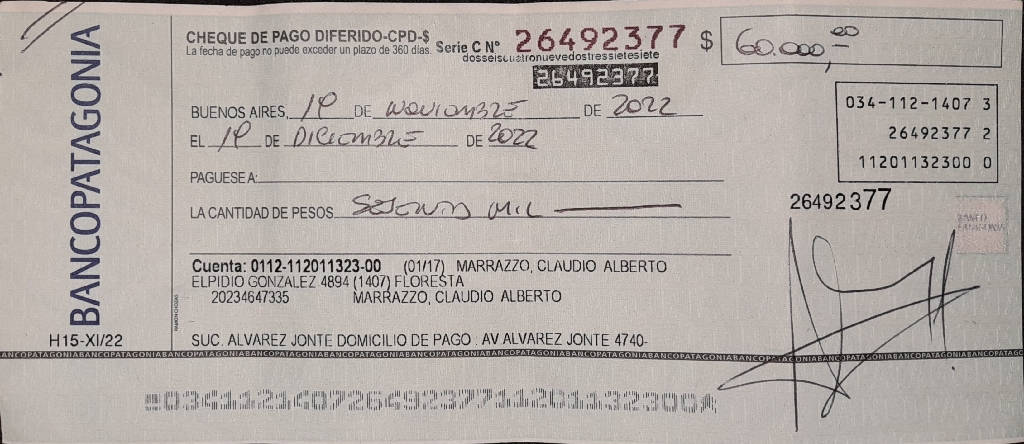 BANCOPATAGONIA
H15-XI/22
CHEQUE DE PAGO DIFERIDO-CPD-$
La fecha de pago no puede exceder un plazo de 360 días.
Serie C Nº 26492377 $ 60.000,00
dosseiscuatronuevedostressietesiete
26492377
BUENOS AIRES, 1º DE NOVIEMBRE DE 2022
EL 1º DE DICIEMBRE DE 2022
034-112-1407 3
26492377 2
11201132300 0
PAGUESE A:
26492377
LA CANTIDAD DE PESOS SESENTA MIL
BANCO PATAGONIA
Cuenta: 0112-112011323-00 (01/17) MARRAZZO, CLAUDIO ALBERTO
ELPIDIO GONZALEZ 4894 (1407) FLORESTA
20234647335 MARRAZZO, CLAUDIO ALBERTO
SUC. ALVAREZ JONTE DOMICILIO DE PAGO : AV ALVAREZ JONTE 4740-
BANCOPATAGONIABANCOPATAGONIABANCOPATAGONIABANCOPATAGONIABANCOPATAGONIABANCOPATAGONIABANCOPATAGONIA
03411214072649237711201132300